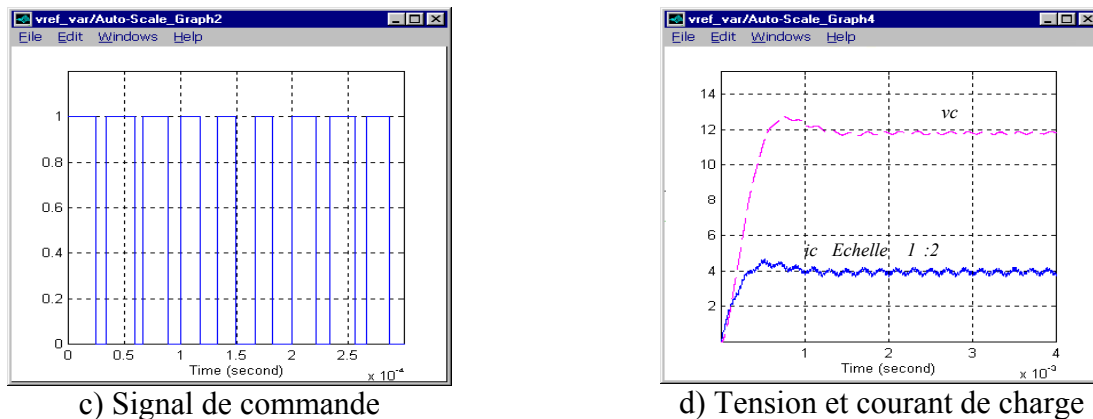 vref_var/Auto-Scale_Graph2
File Edit Windows Help
1
0.8
0.6
0.4
0.2
0
0 0.5 1 1.5 2 2.5
Time (second)
x 10⁻⁴
c) Signal de commande
vref_var/Auto-Scale_Graph4
File Edit Windows Help
14
12
10
8
6
4
2
vc
ic Echelle 1 :2
1 2 3 4
Time (second)
x 10⁻³
d) Tension et courant de charge